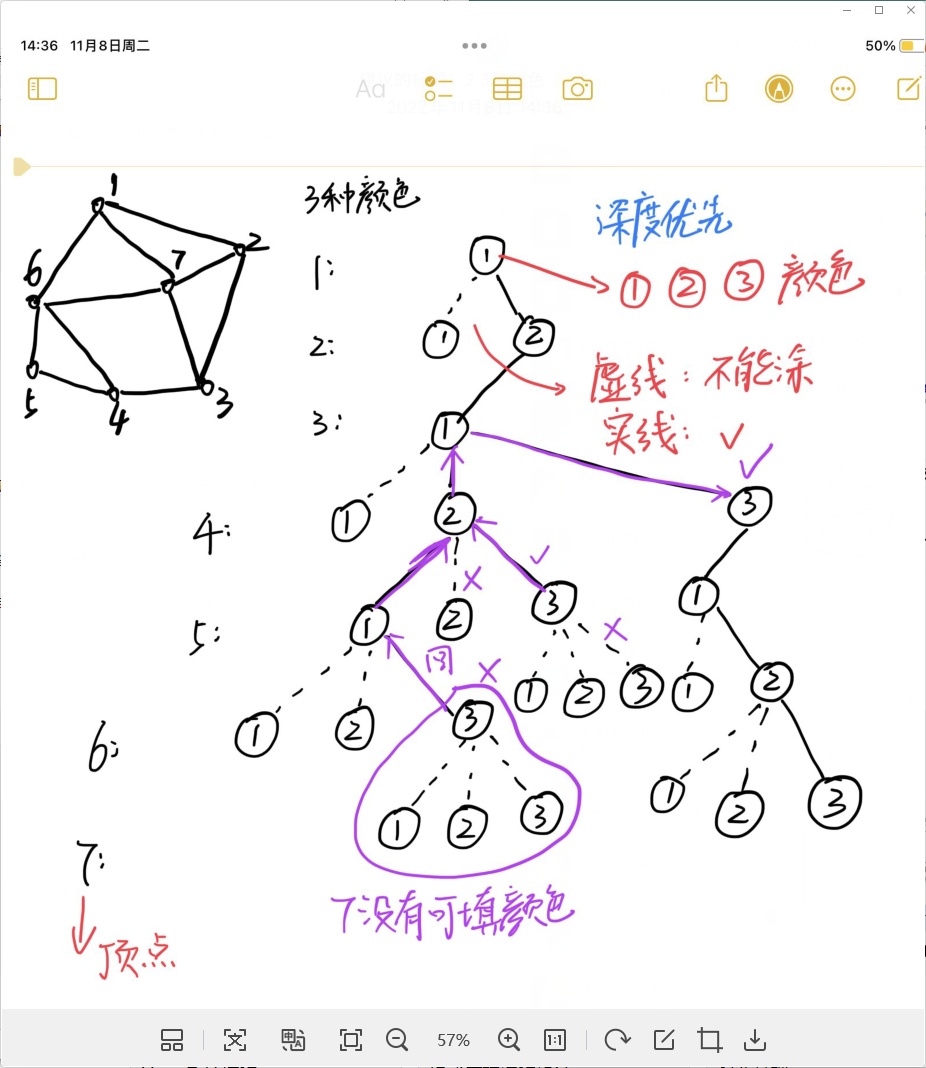 14:36 11月8日周二
50%
Aa
1
2
7
6
5
4
3
3种颜色
深度优先
1:
①
① ② ③ 颜色
2:
① ②
虚线：不能涂
3:
①
实线：✓
✓
4:
① ② ③
✓
×
5:
① ② ③ ①
×
回 ×
① ② ③ ① ②
6:
① ② ③
① ② ③
① ② ③
7:
7没有可填颜色
顶点
57%
1:1